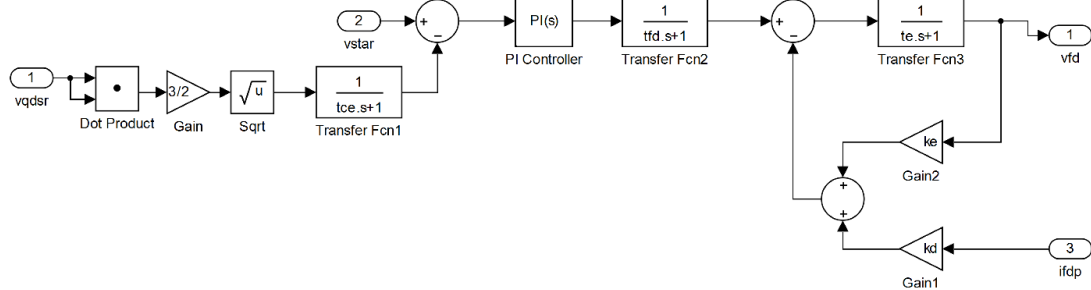 2
vstar
+
−
PI(s)
PI Controller
1
tfd.s+1
Transfer Fcn2
+
−
1
te.s+1
Transfer Fcn3
1
vfd
1
vqdsr
Dot Product
3/2
Gain
√u
Sqrt
1
tce.s+1
Transfer Fcn1
ke
Gain2
+
+
kd
Gain1
3
ifdp